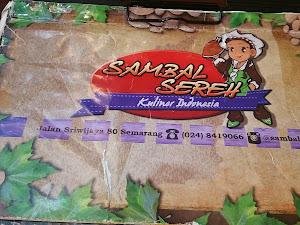 SAMBAL
SEREH
Kuliner Indonesia
Jalan Sriwijaya 80 Semarang ☎ (024) 8419066 @sambal